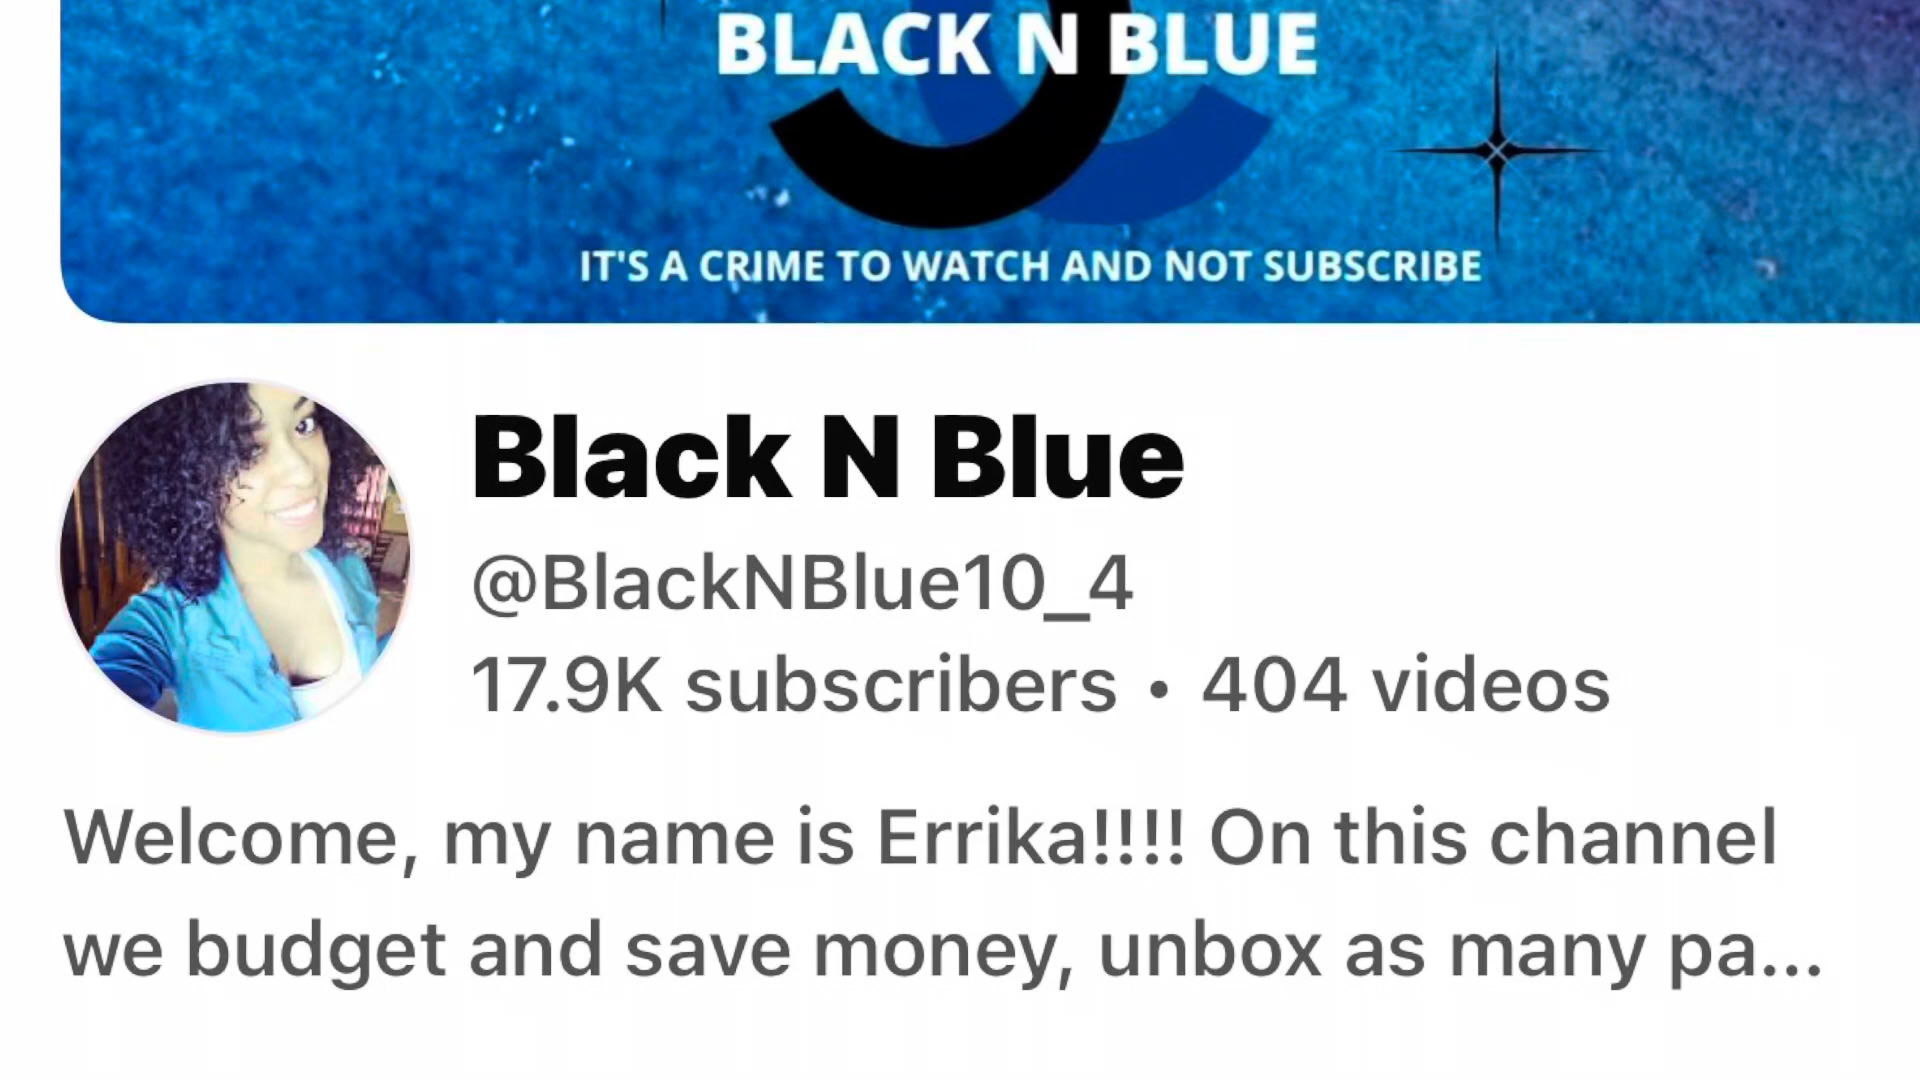 BLACK N BLUE
IT'S A CRIME TO WATCH AND NOT SUBSCRIBE
Black N Blue
@BlackNBlue10_4
17.9K subscribers • 404 videos
Welcome, my name is Errika!!!! On this channel
we budget and save money, unbox as many pa...